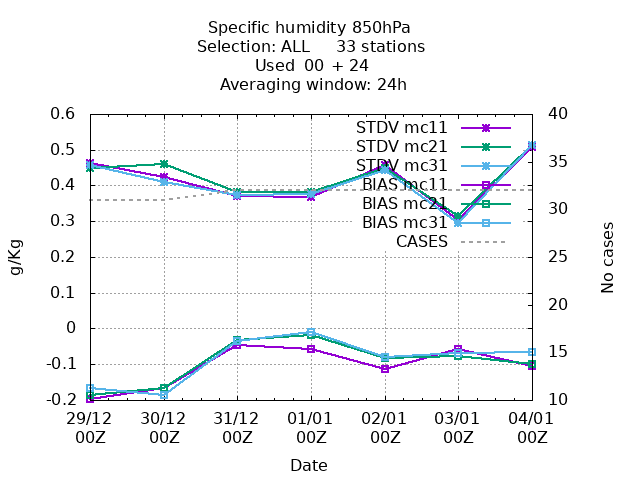 Specific humidity 850hPa
Selection: ALL 33 stations
Used 00 + 24
Averaging window: 24h
STDV mc11
STDV mc21
STDV mc31
BIAS mc11
BIAS mc21
BIAS mc31
CASES
g/Kg
0.6
0.5
0.4
0.3
0.2
0.1
0
-0.1
-0.2
No cases
40
35
30
25
20
15
10
29/12 30/12 31/12 01/01 02/01 03/01 04/01
00Z 00Z 00Z 00Z 00Z 00Z 00Z
Date